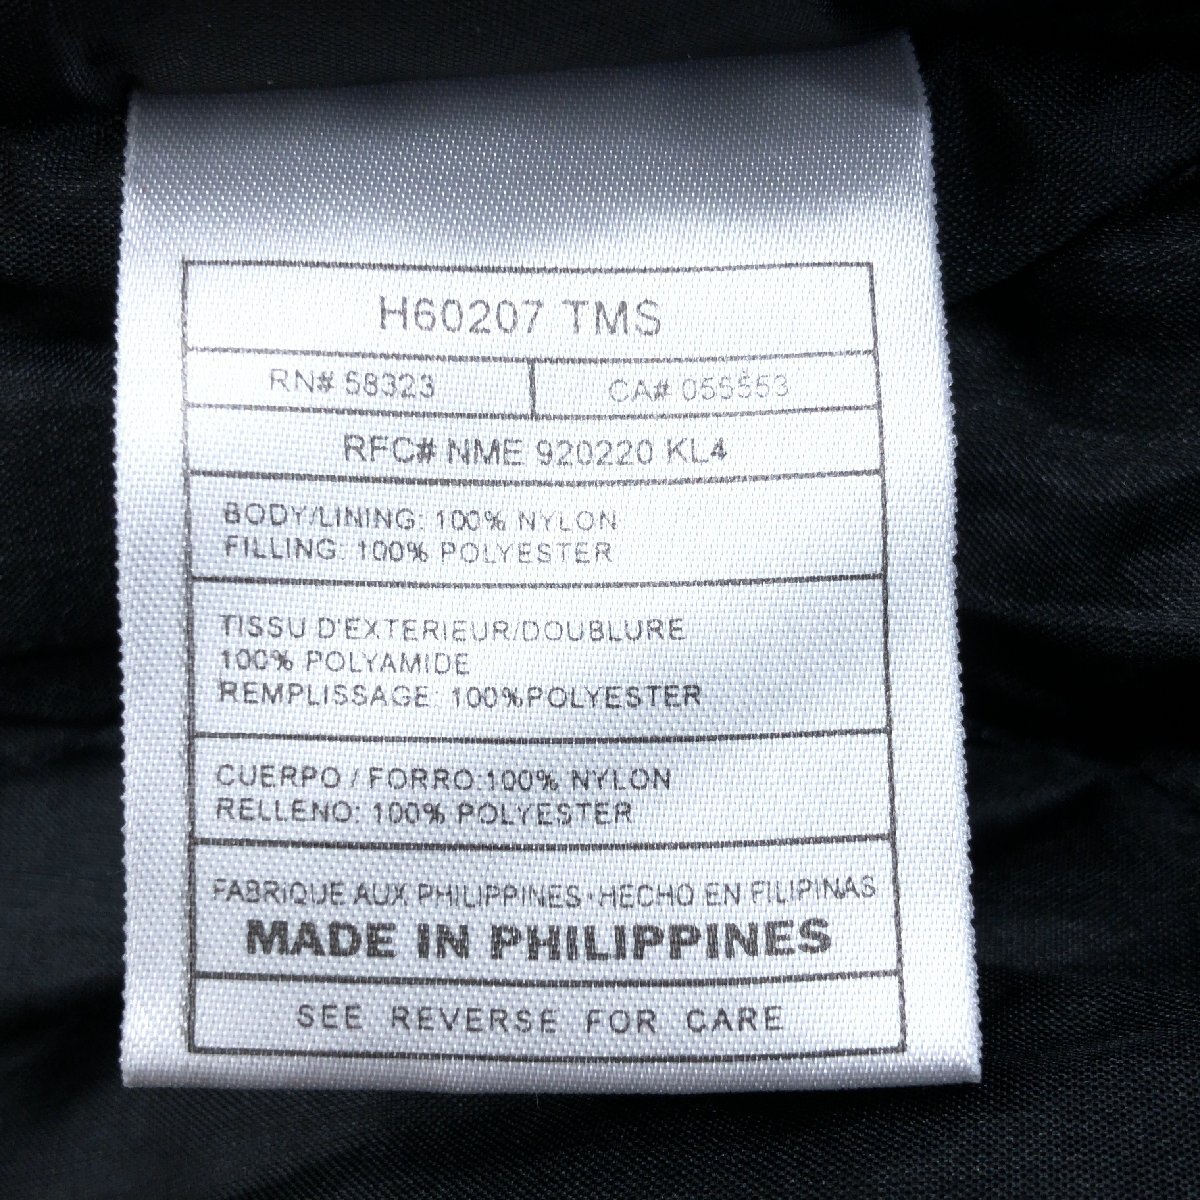 H60207 TMS
RN# 58323
CA# 055553
RFC# NME 920220 KL4
BODY/LINING: 100% NYLON
FILLING: 100% POLYESTER
TISSU D'EXTERIEUR/DOUBLURE
100% POLYAMIDE
REMPLISSAGE: 100%POLYESTER
CUERPO / FORRO:100% NYLON
RELLENO: 100% POLYESTER
FABRIQUE AUX PHILIPPINES · HECHO EN FILIPINAS
MADE IN PHILIPPINES
SEE REVERSE FOR CARE